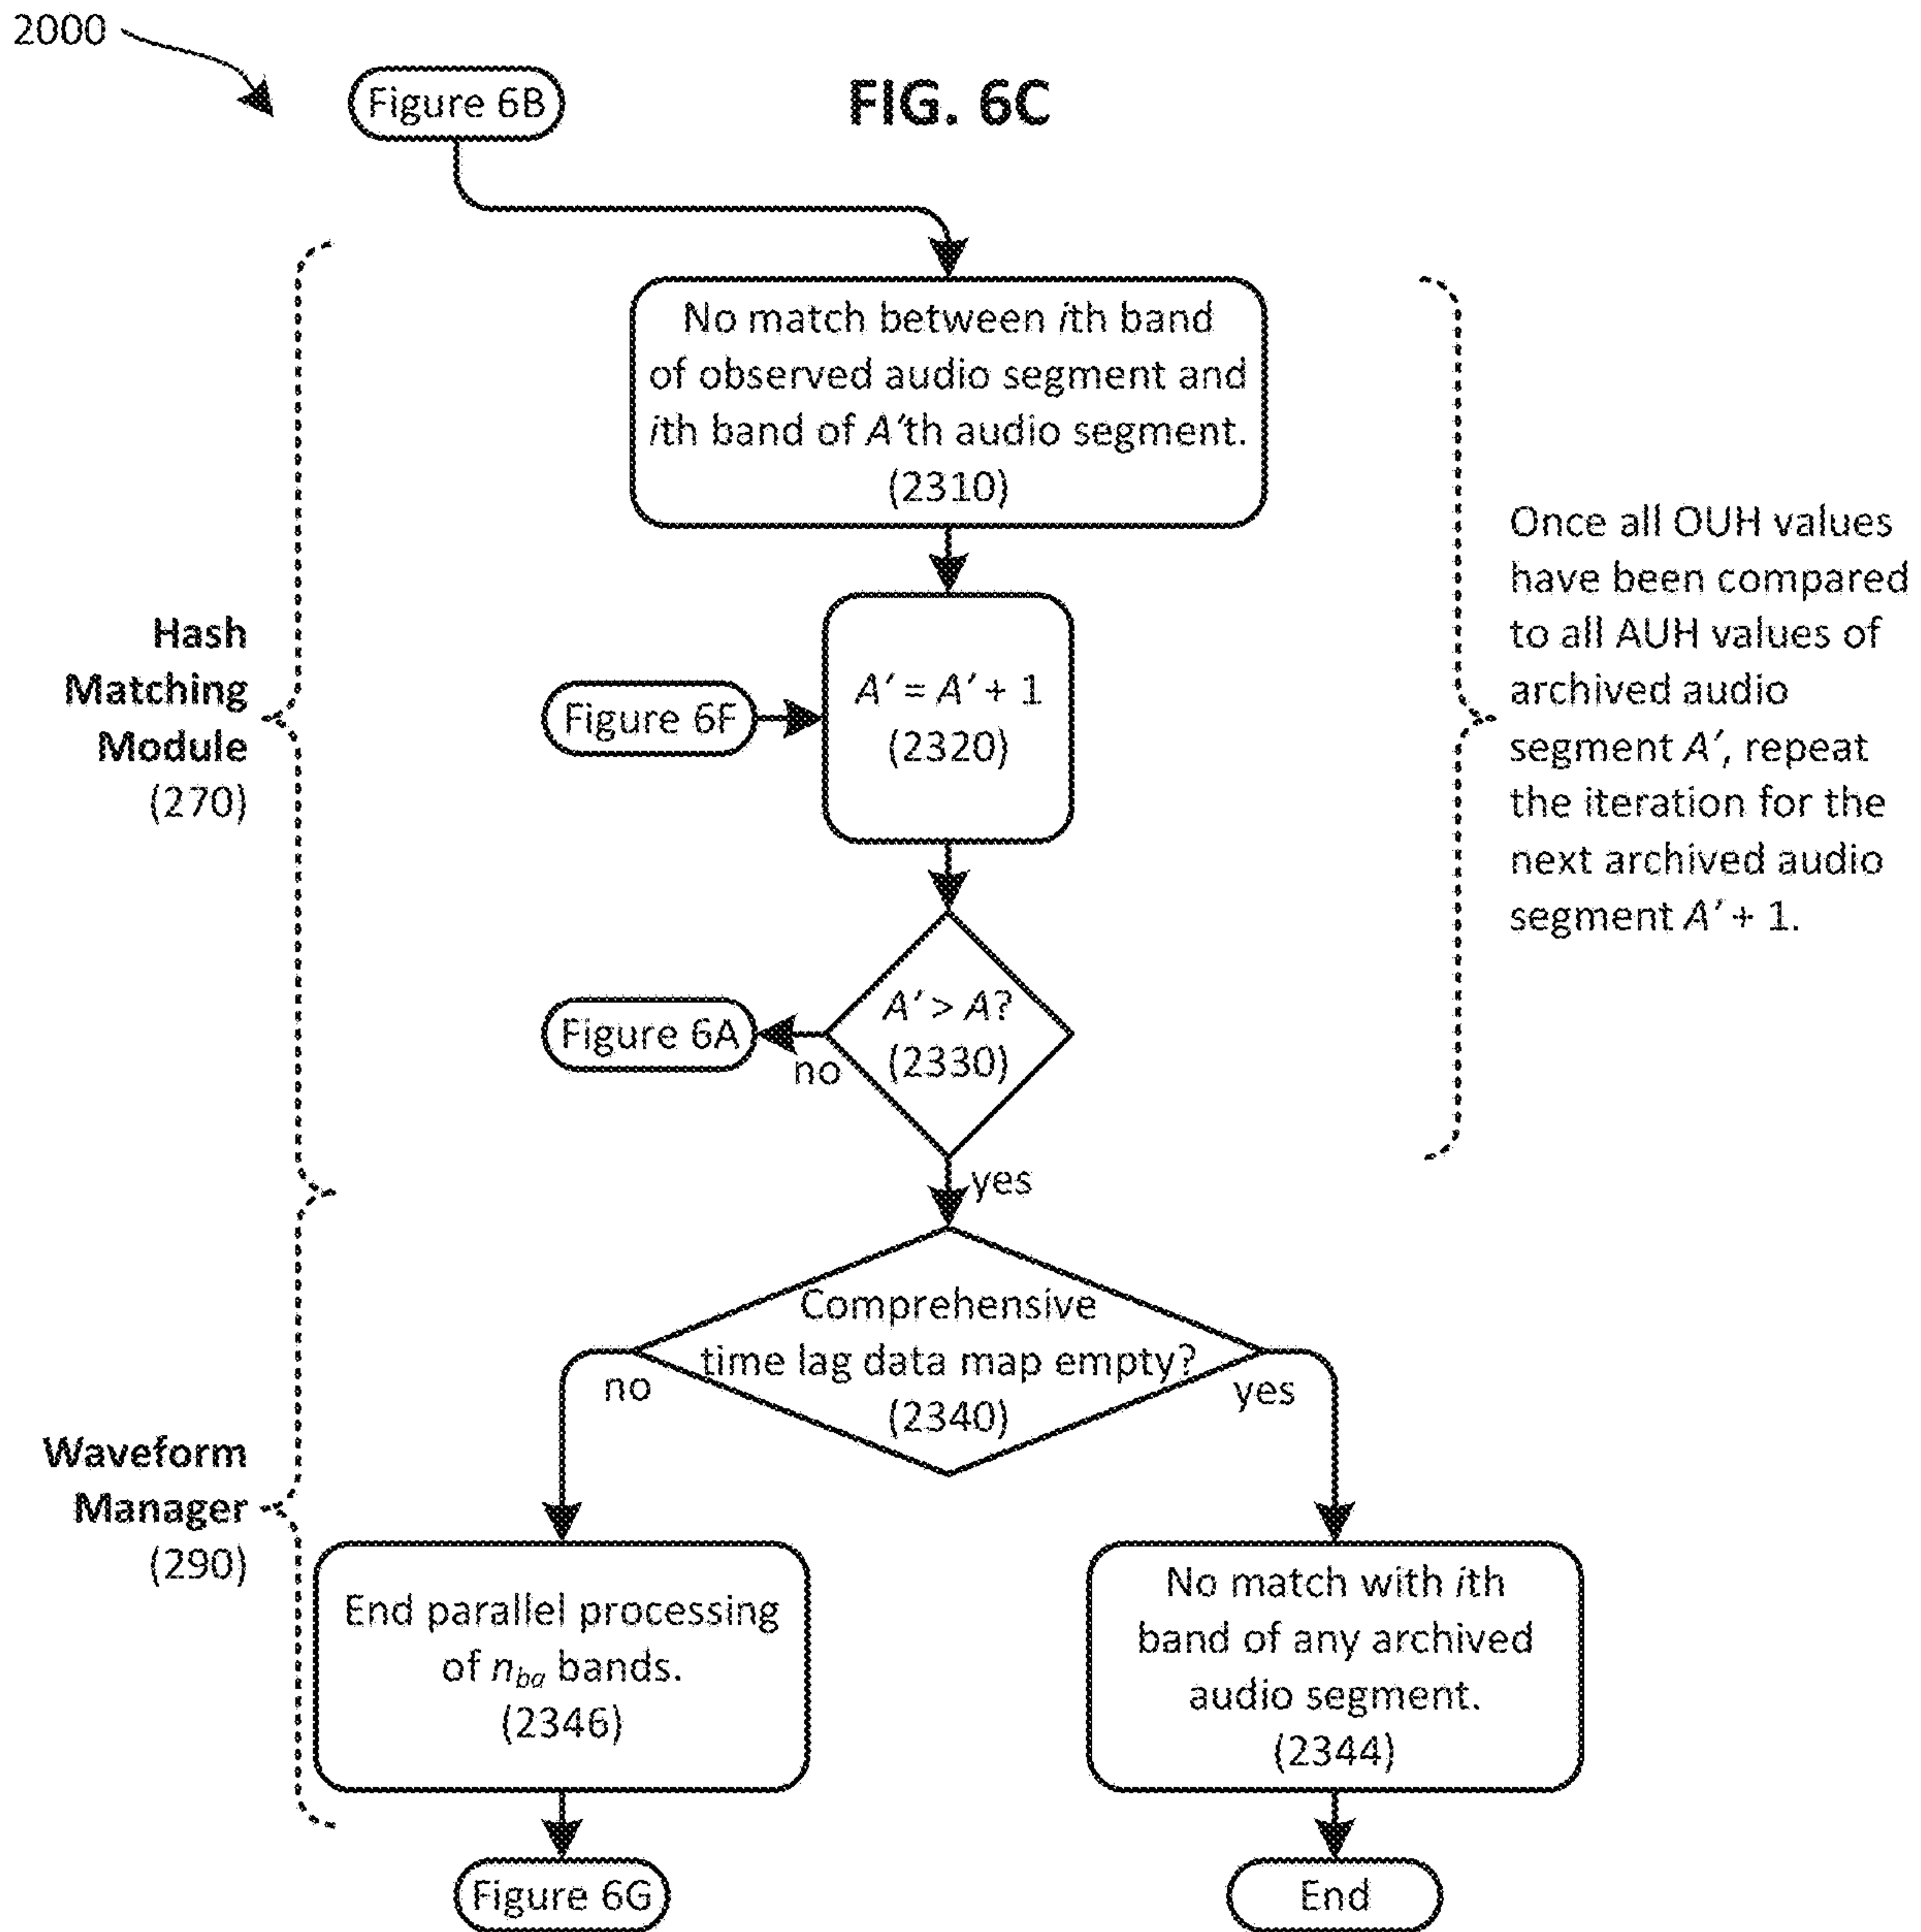 2000
Figure 6B
FIG. 6C
No match between ith band
of observed audio segment and
ith band of A′th audio segment.
(2310)
Hash
Matching
Module
(270)
Figure 6F
A′ = A′ + 1
(2320)
Once all OUH values
have been compared
to all AUH values of
archived audio
segment A′, repeat
the iteration for the
next archived audio
segment A′ + 1.
Figure 6A
no
A′ > A?
(2330)
yes
Comprehensive
time lag data map empty?
(2340)
no
yes
Waveform
Manager
(290)
End parallel processing
of nba bands.
(2346)
No match with ith
band of any archived
audio segment.
(2344)
Figure 6G
End